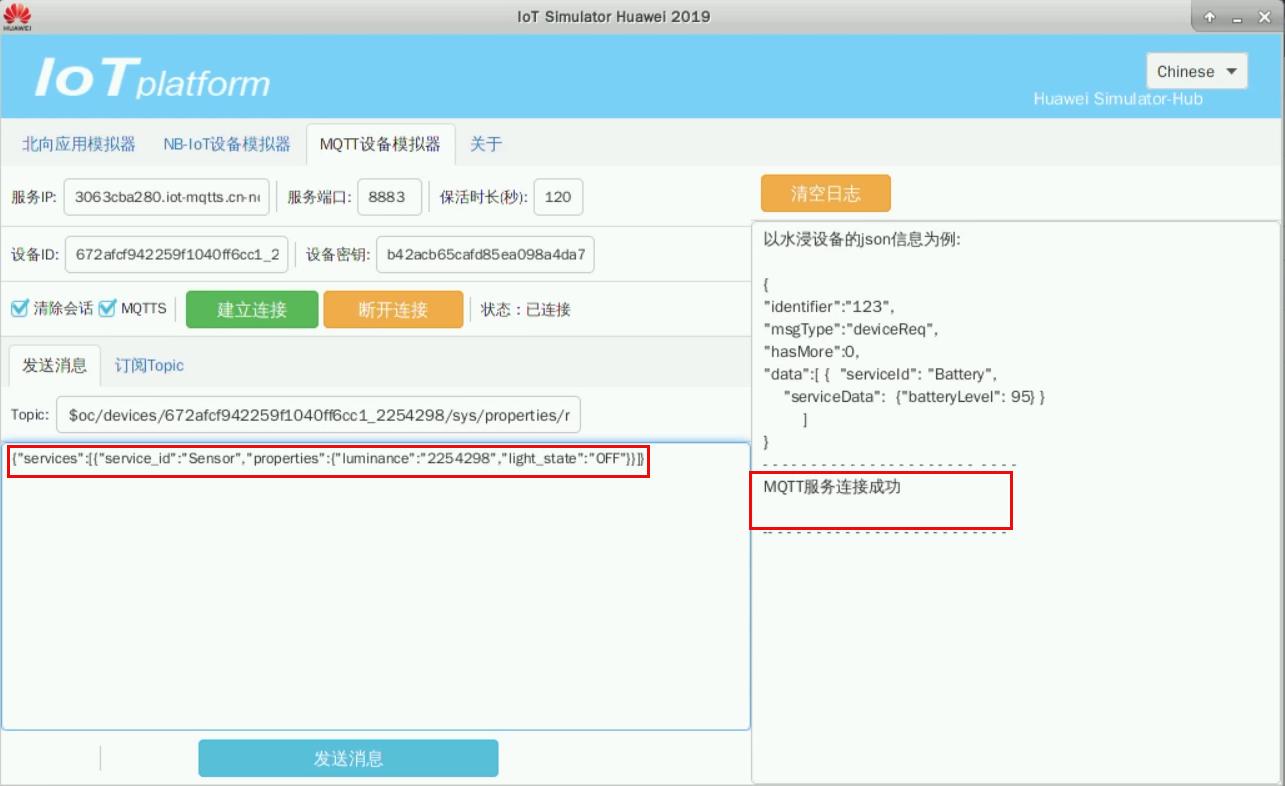 HUAWEI
IoT Simulator Huawei 2019
IoT platform
Chinese
Huawei Simulator-Hub
北向应用模拟器 NB-IoT设备模拟器 MQTT设备模拟器 关于
服务IP: 3063cba280.iot-mqtts.cn-no 服务端口: 8883 保活时长(秒): 120
设备ID: 672afcf942259f1040ff6cc1_2 设备密钥: b42acb65cafd85ea098a4da7
清除会话 MQTTS 建立连接 断开连接 状态：已连接
发送消息 订阅Topic
Topic: $oc/devices/672afcf942259f1040ff6cc1_2254298/sys/properties/r
{"services":[{"service_id":"Sensor","properties":{"luminance":"2254298","light_state":"OFF"}}]}
发送消息
清空日志
以水浸设备的json信息为例:
{
"identifier":"123",
"msgType":"deviceReq",
"hasMore":0,
"data":[ { "serviceId": "Battery",
"serviceData": {"batteryLevel": 95} }
]
}
- - - - - - - - - - - - - - - - - - - - - - - - -
MQTT服务连接成功
-- - - - - - - - - - - - - - - - - - - - - - - -